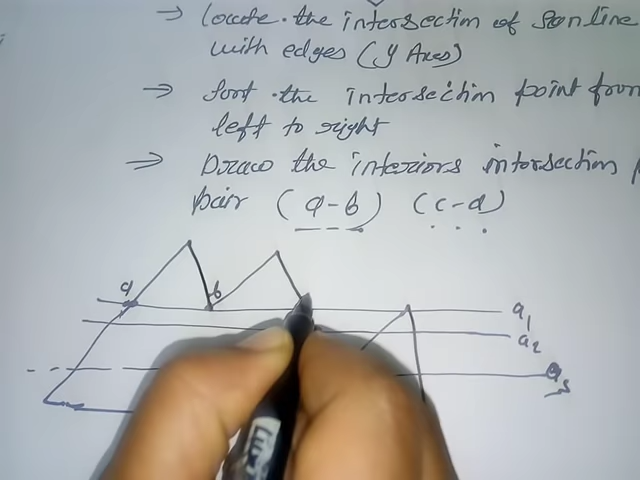 → locate the intersection of scanline
with edges (y Axes)
→ sort the intersection point from
left to right
⇒ Draw the interiors intersection p
pair (a-b) (c-d)
a b a1
a2
a3